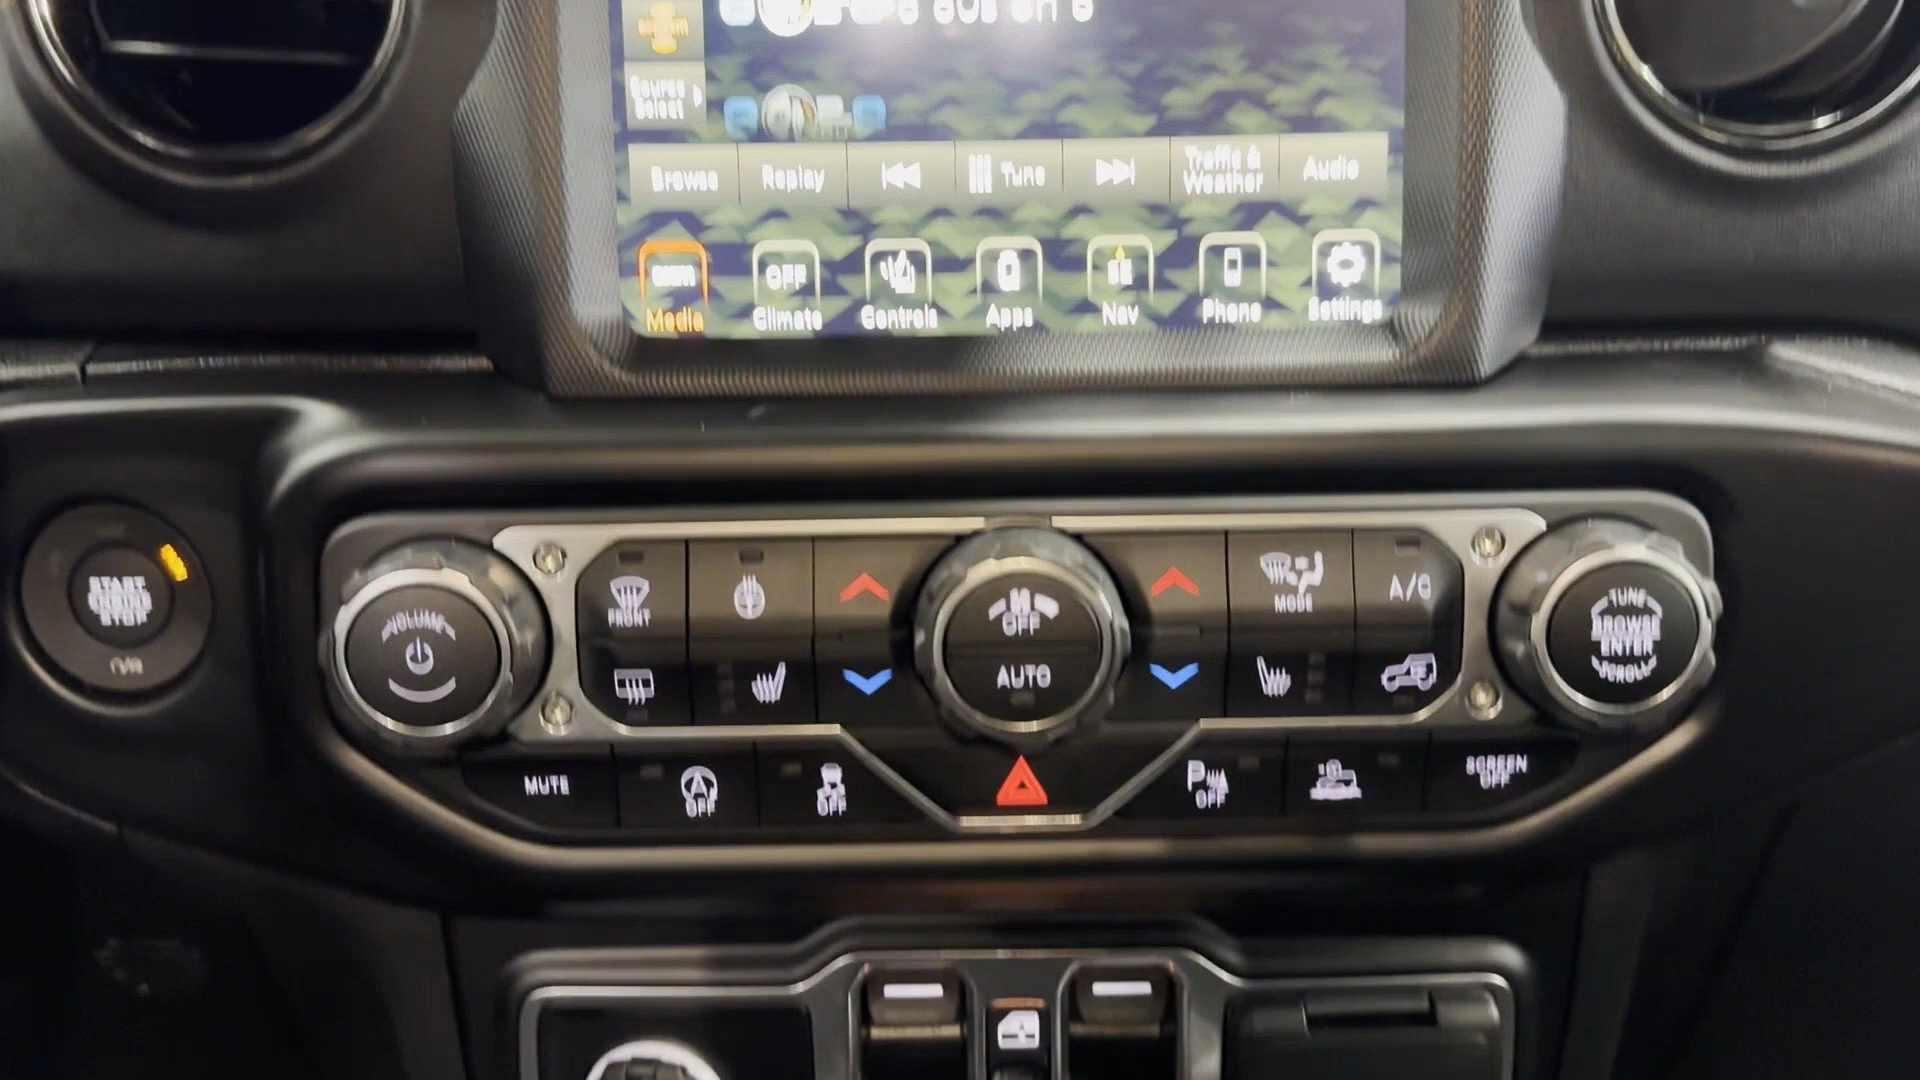 Source
Select
Browse
Replay
Tune
Traffic &
Weather
Audio
Media
OFF
Climate
Controls
Apps
Nav
Phone
Settings
START
ENGINE
STOP
VOLUME
FRONT
OFF
AUTO
MODE
A/C
TUNE
BROWSE
ENTER
SCROLL
MUTE
OFF
OFF
P
OFF
SCREEN
OFF